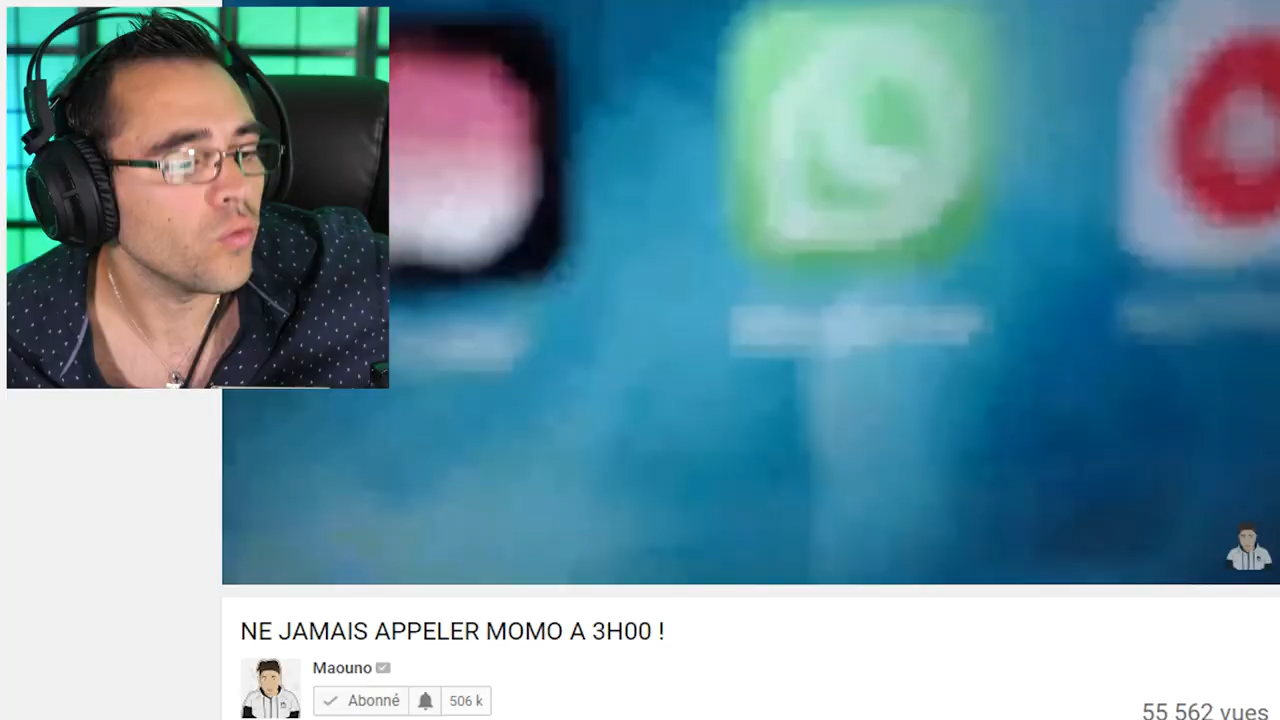 NE JAMAIS APPELER MOMO A 3H00 !
Maouno
Abonné
506 k
55 562 vues